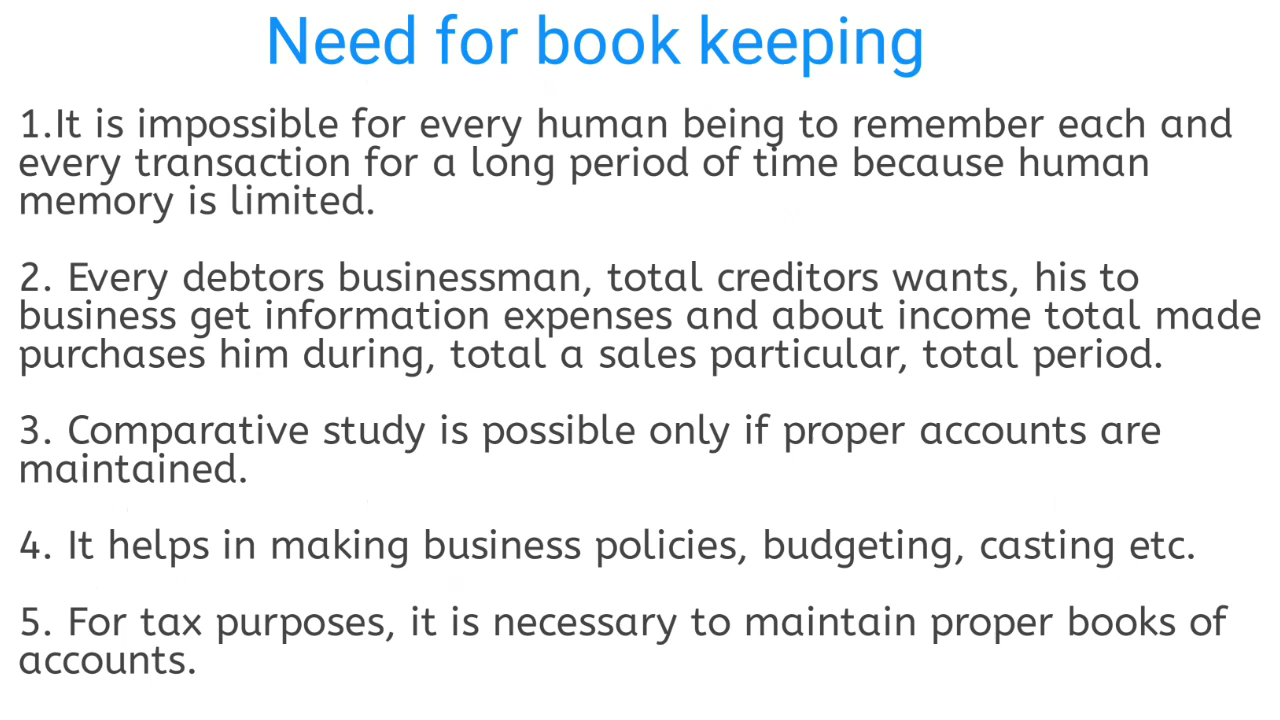 Need for book keeping
1.It is impossible for every human being to remember each and
every transaction for a long period of time because human
memory is limited.
2. Every debtors businessman, total creditors wants, his to
business get information expenses and about income total made
purchases him during, total a sales particular, total period.
3. Comparative study is possible only if proper accounts are
maintained.
4. It helps in making business policies, budgeting, casting etc.
5. For tax purposes, it is necessary to maintain proper books of
accounts.